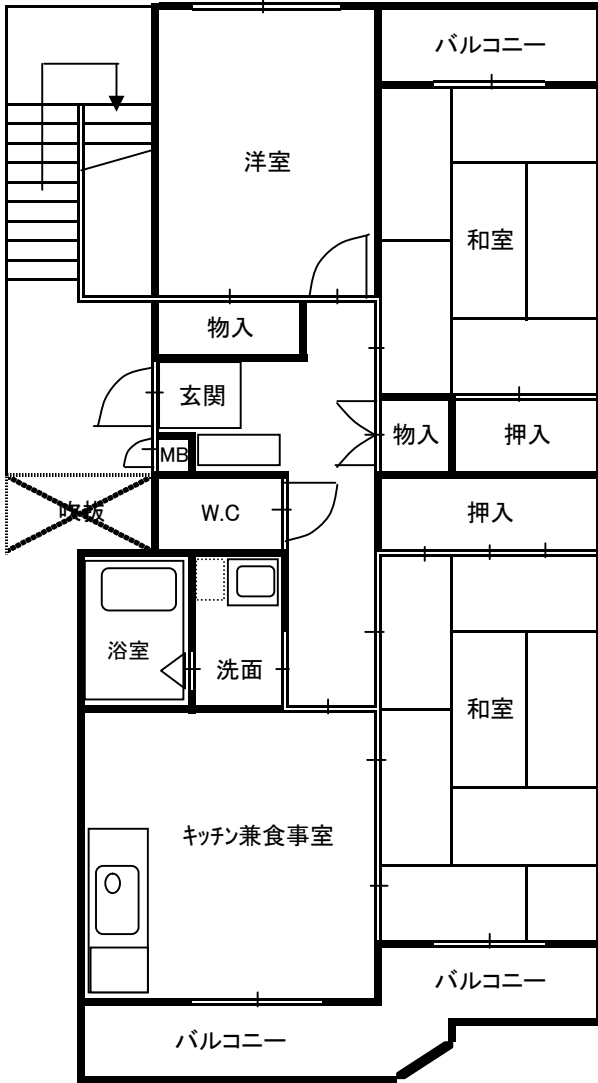 バルコニー
洋室
和室
物入
玄関
物入
押入
MB
吹抜
W.C
押入
浴室
洗面
和室
ｷｯﾁﾝ兼食事室
バルコニー
バルコニー